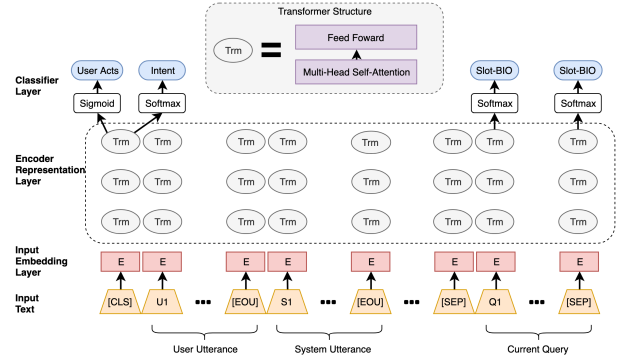 Transformer Structure
Trm
Feed Foward
Multi-Head Self-Attention
Classifier
Layer
User Acts
Intent
Slot-BIO
Slot-BIO
Sigmoid
Softmax
Softmax
Softmax
Encoder
Representation
Layer
Trm Trm Trm Trm Trm Trm Trm Trm
Trm Trm Trm Trm Trm Trm Trm Trm
Trm Trm Trm Trm Trm Trm Trm Trm
Input
Embedding
Layer
E E E E E E E E
Input
Text
[CLS] U1 ••• [EOU] S1 ••• [EOU] ••• [SEP] Q1 ••• [SEP]
User Utterance
System Utterance
Current Query